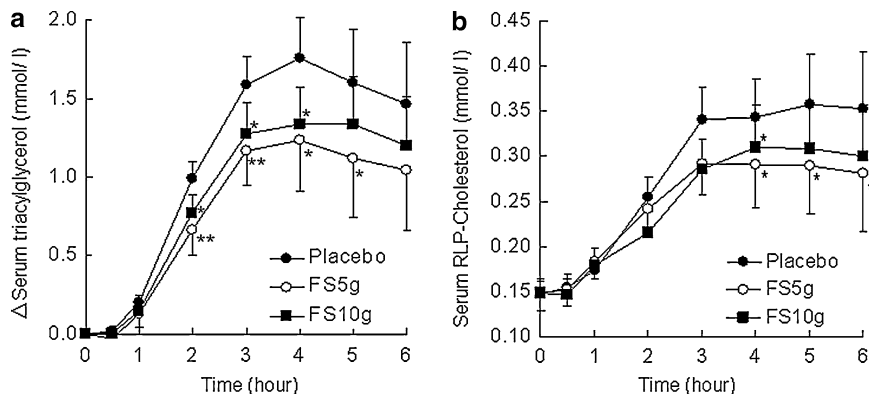 a
Δ Serum triacylglycerol (mmol/ l)
2.0
1.5
1.0
0.5
0.0
0 1 2 3 4 5 6
Time (hour)
* ** * ** * * *
Placebo
FS5g
FS10g
b
Serum RLP-Cholesterol (mmol/ l)
0.45
0.40
0.35
0.30
0.25
0.20
0.15
0.10
0 1 2 3 4 5 6
Time (hour)
* * * *
Placebo
FS5g
FS10g